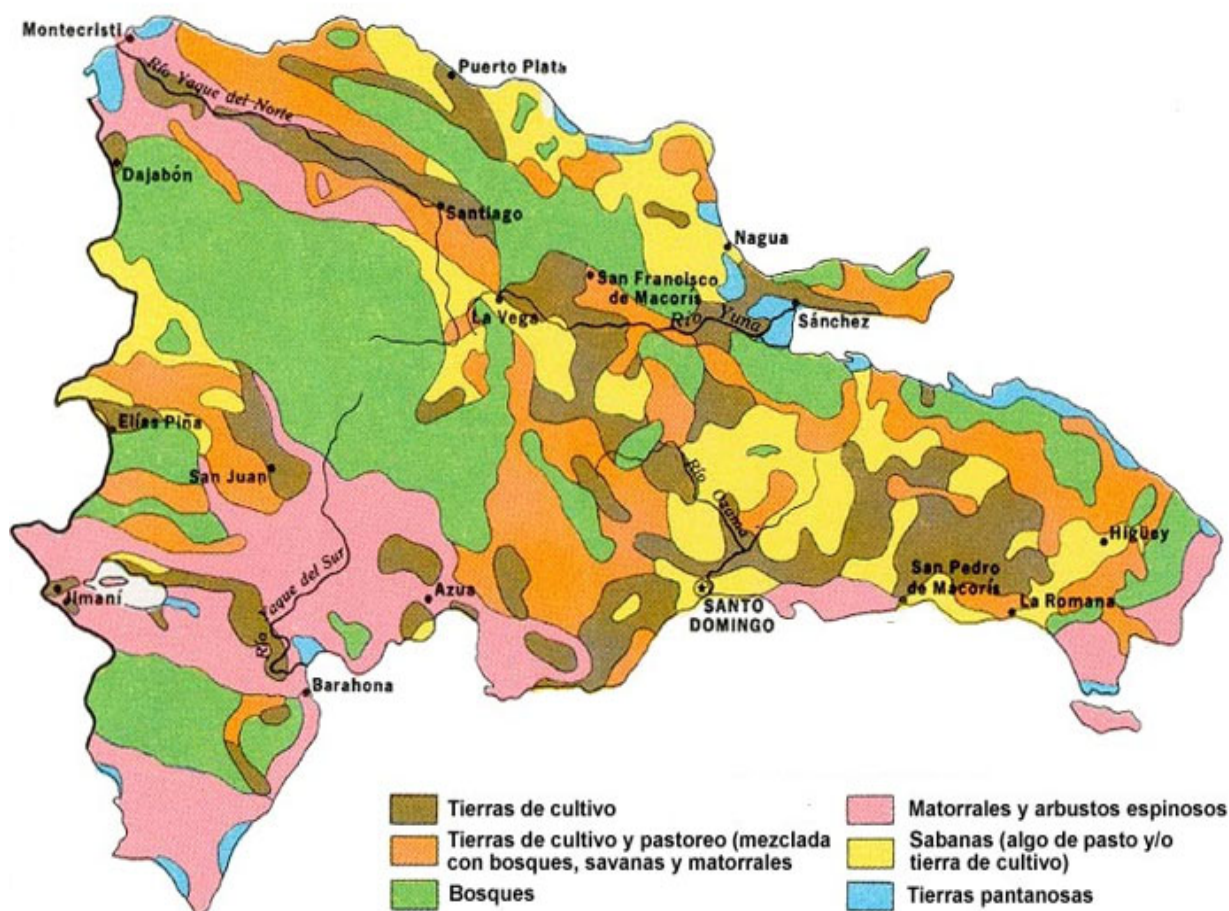 Montecristi
Río Yaque del Norte
Puerto Plata
Dajabón
Santiago
Nagua
San Francisco
de Macorís
La Vega
Río Yuna
Sánchez
Elías Piña
San Juan
Río Ozama
Higüey
Río Yaque del Sur
San Pedro
de Macorís
Jimaní
Azua
SANTO
DOMINGO
La Romana
Barahona
Tierras de cultivo
Tierras de cultivo y pastoreo (mezclada
con bosques, savanas y matorrales
Bosques
Matorrales y arbustos espinosos
Sabanas (algo de pasto y/o
tierra de cultivo)
Tierras pantanosas